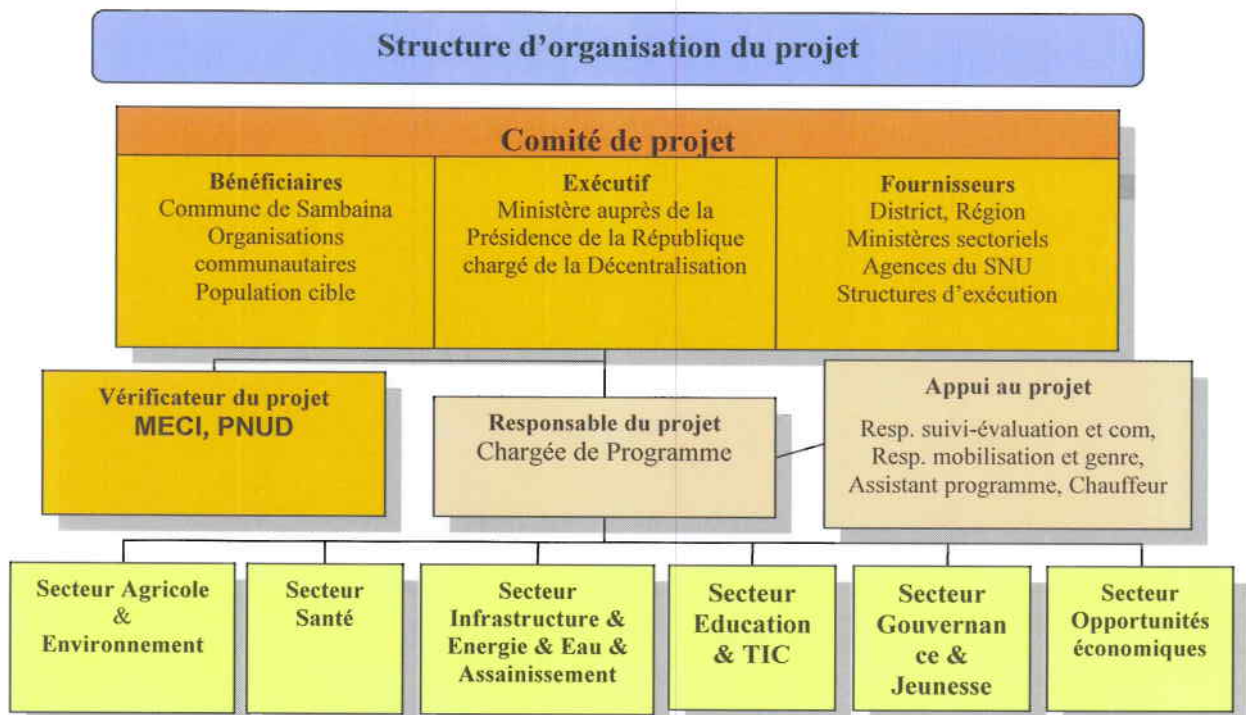 Structure d'organisation du projet
Comité de projet
Bénéficiaires
Commune de Sambaina
Organisations
communautaires
Population cible
Exécutif
Ministère auprès de la
Présidence de la République
chargé de la Décentralisation
Fournisseurs
District, Région
Ministères sectoriels
Agences du SNU
Structures d'exécution
Vérificateur du projet
MECI, PNUD
Responsable du projet
Chargée de Programme
Appui au projet
Resp. suivi-évaluation et com,
Resp. mobilisation et genre,
Assistant programme, Chauffeur
Secteur Agricole
&
Environnement
Secteur
Santé
Secteur
Infrastructure &
Energie & Eau &
Assainissement
Secteur
Education
& TIC
Secteur
Gouvernan
ce &
Jeunesse
Secteur
Opportunités
économiques